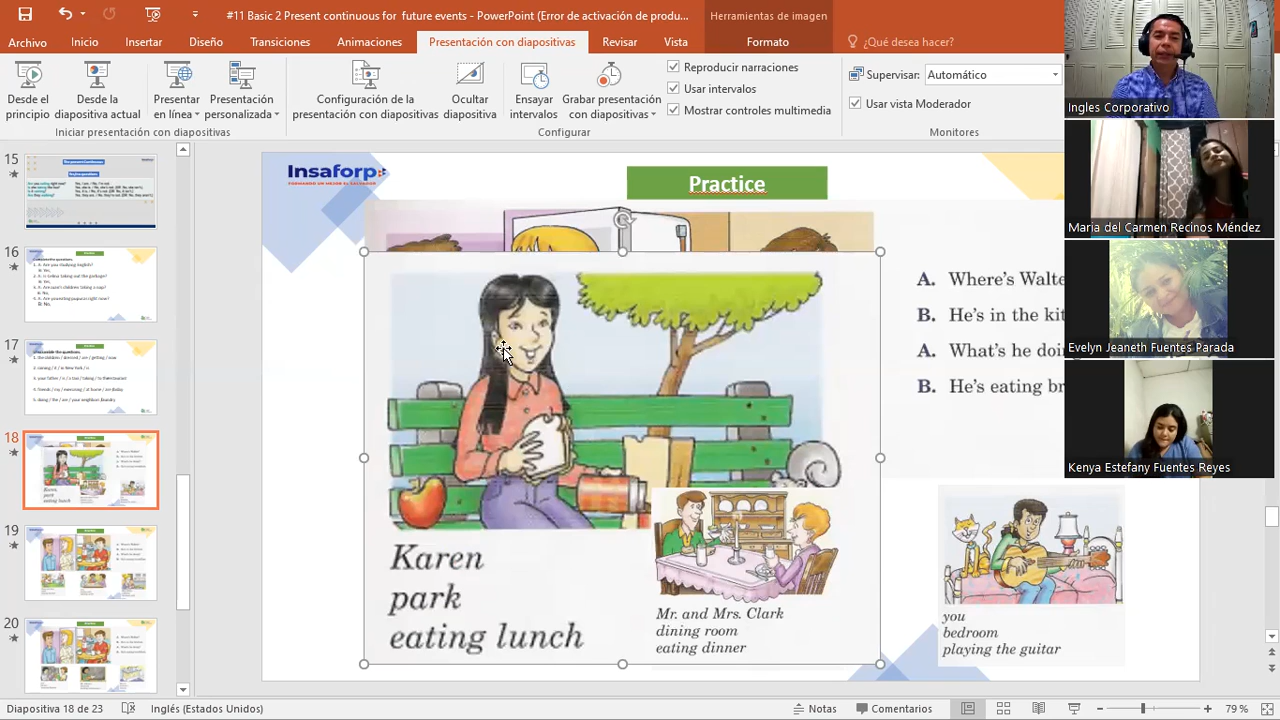 #11 Basic 2 Present continuous for  future events - PowerPoint (Error de activación de produ...
Herramientas de imagen
Archivo
Inicio
Insertar
Diseño
Transiciones
Animaciones
Presentación con diapositivas
Revisar
Vista
Formato
¿Qué desea hacer?
Desde el principio
Desde la diapositiva actual
Presentar en línea
Presentación personalizada
Configuración de la presentación con diapositivas
Ocultar diapositiva
Ensayar intervalos
Grabar presentación con diapositivas
Reproducir narraciones
Usar intervalos
Mostrar controles multimedia
Supervisar:
Automático
Usar vista Moderador
Iniciar presentación con diapositivas
Configurar
Monitores
Ingles Corporativo
Maria del Carmen Recinos Méndez
Evelyn Jeaneth Fuentes Parada
Kenya Estefany Fuentes Reyes
15
16
17
18
19
20
Insaforp
FORMANDO UN MEJOR EL SALVADOR
Practice
A. Where's Walte
B. He's in the kit
A. What's he doin
B. He's eating br
Karen
park
eating lunch
Mr. and Mrs. Clark
dining room
eating dinner
you
bedroom
playing the guitar
Diapositiva 18 de 23
Inglés (Estados Unidos)
Notas
Comentarios
79 %